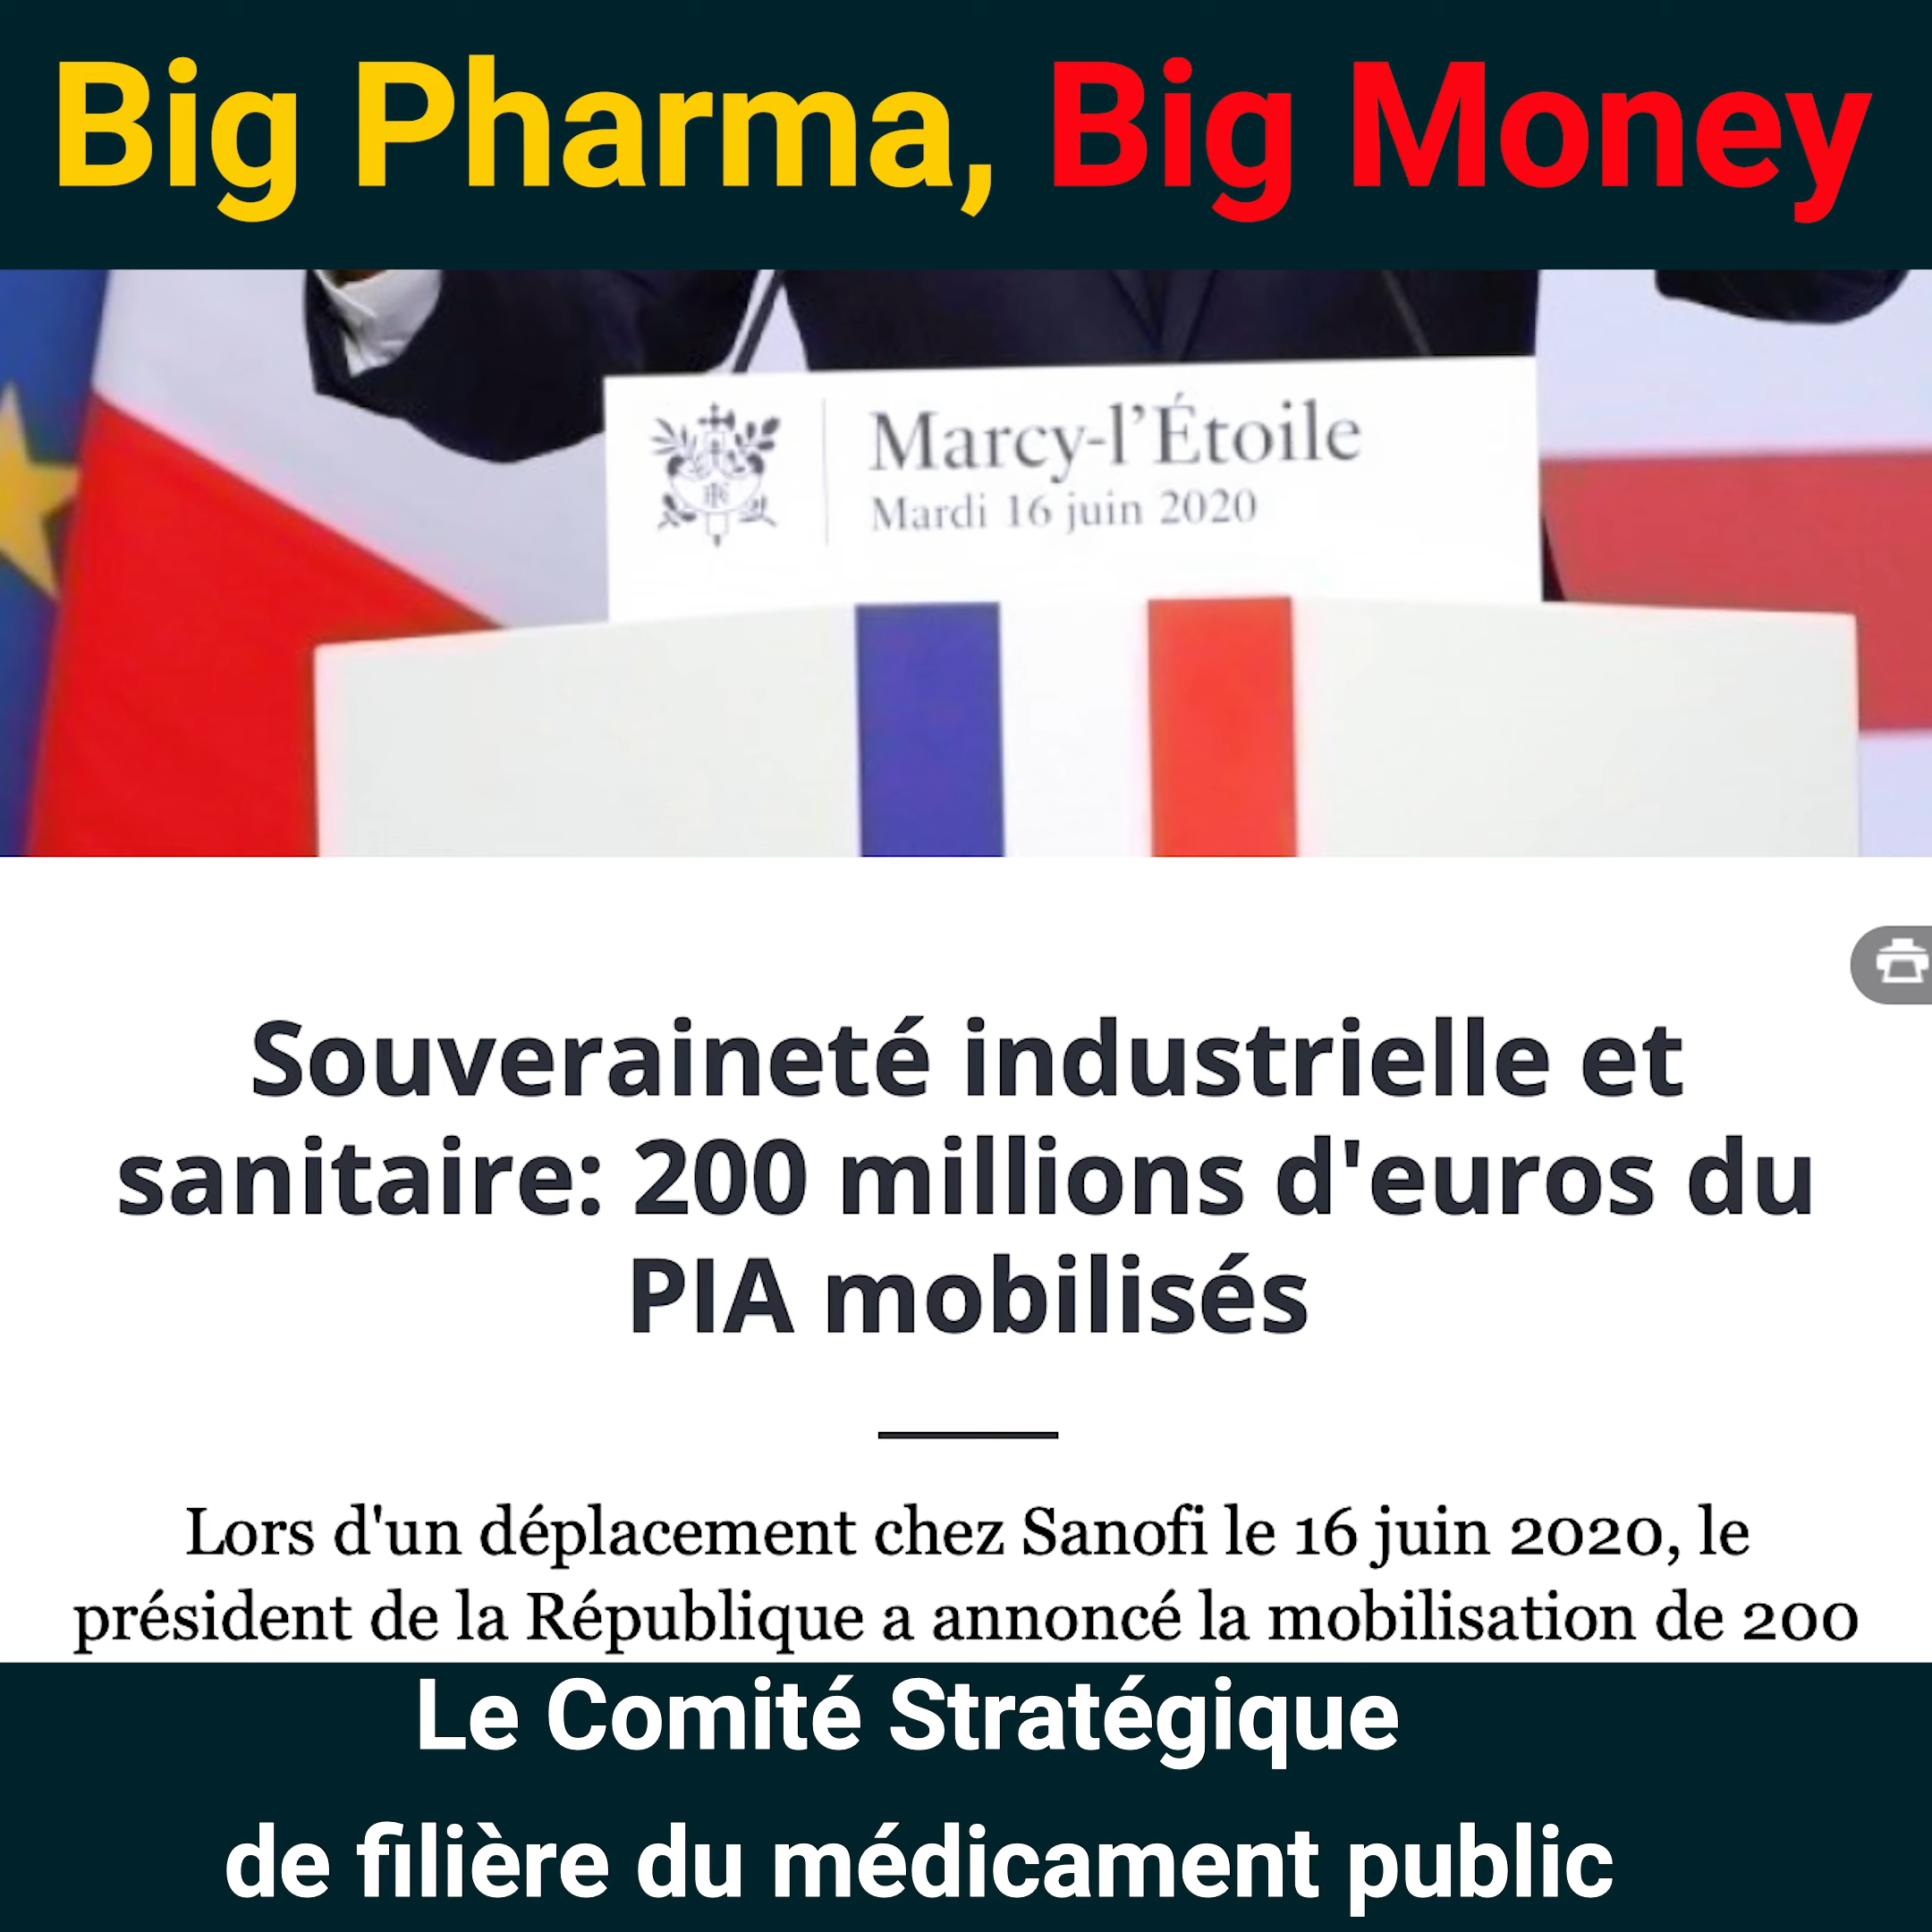 Big Pharma, Big Money
Marcy-l'Étoile
Mardi 16 juin 2020
Souveraineté industrielle et
sanitaire: 200 millions d'euros du
PIA mobilisés
Lors d'un déplacement chez Sanofi le 16 juin 2020, le
président de la République a annoncé la mobilisation de 200
Le Comité Stratégique
de filière du médicament public